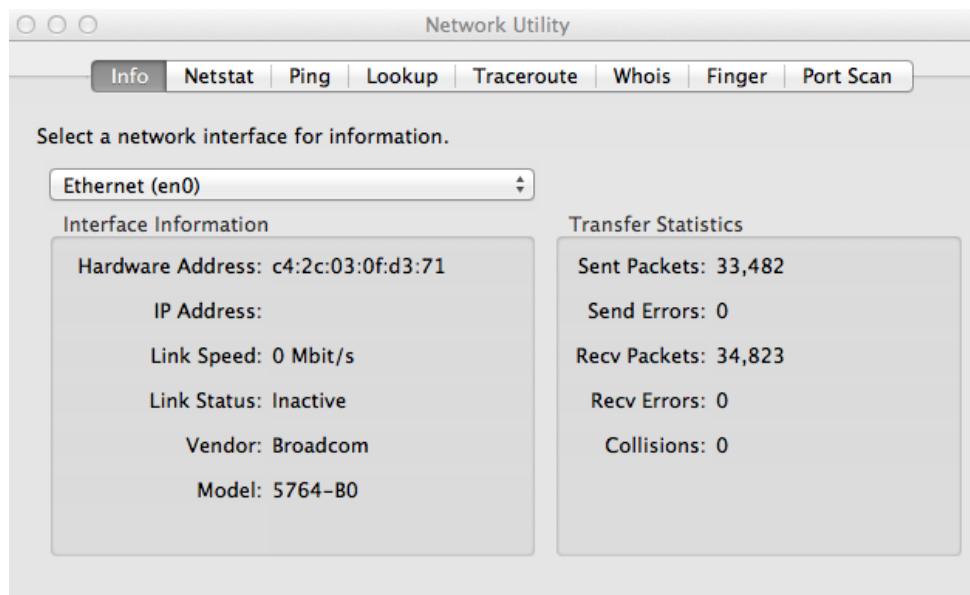 Network Utility
Info Netstat Ping Lookup Traceroute Whois Finger Port Scan
Select a network interface for information.
Ethernet (en0)
Interface Information
Hardware Address: c4:2c:03:0f:d3:71
IP Address:
Link Speed: 0 Mbit/s
Link Status: Inactive
Vendor: Broadcom
Model: 5764-B0
Transfer Statistics
Sent Packets: 33,482
Send Errors: 0
Recv Packets: 34,823
Recv Errors: 0
Collisions: 0